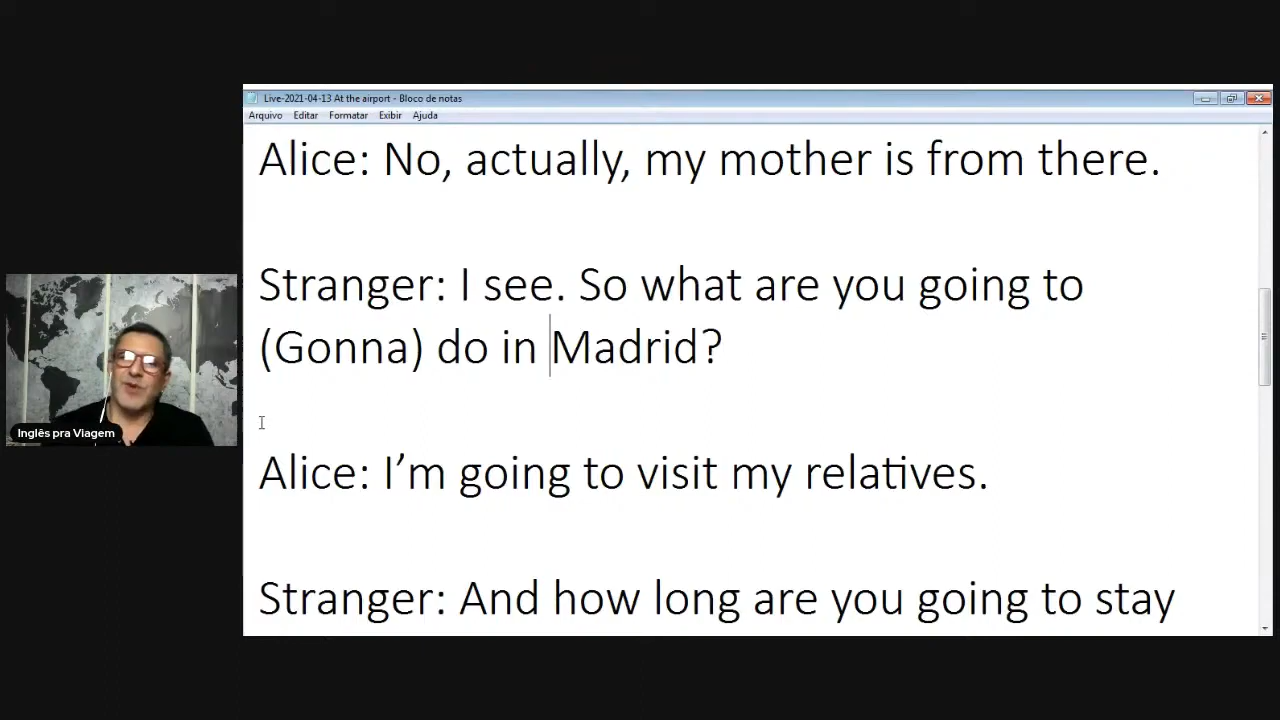 Live-2021-04-13 At the airport - Bloco de notas
Arquivo Editar Formatar Exibir Ajuda
Alice: No, actually, my mother is from there.
Stranger: I see. So what are you going to
(Gonna) do in Madrid?
Alice: I’m going to visit my relatives.
Stranger: And how long are you going to stay
Inglês pra Viagem